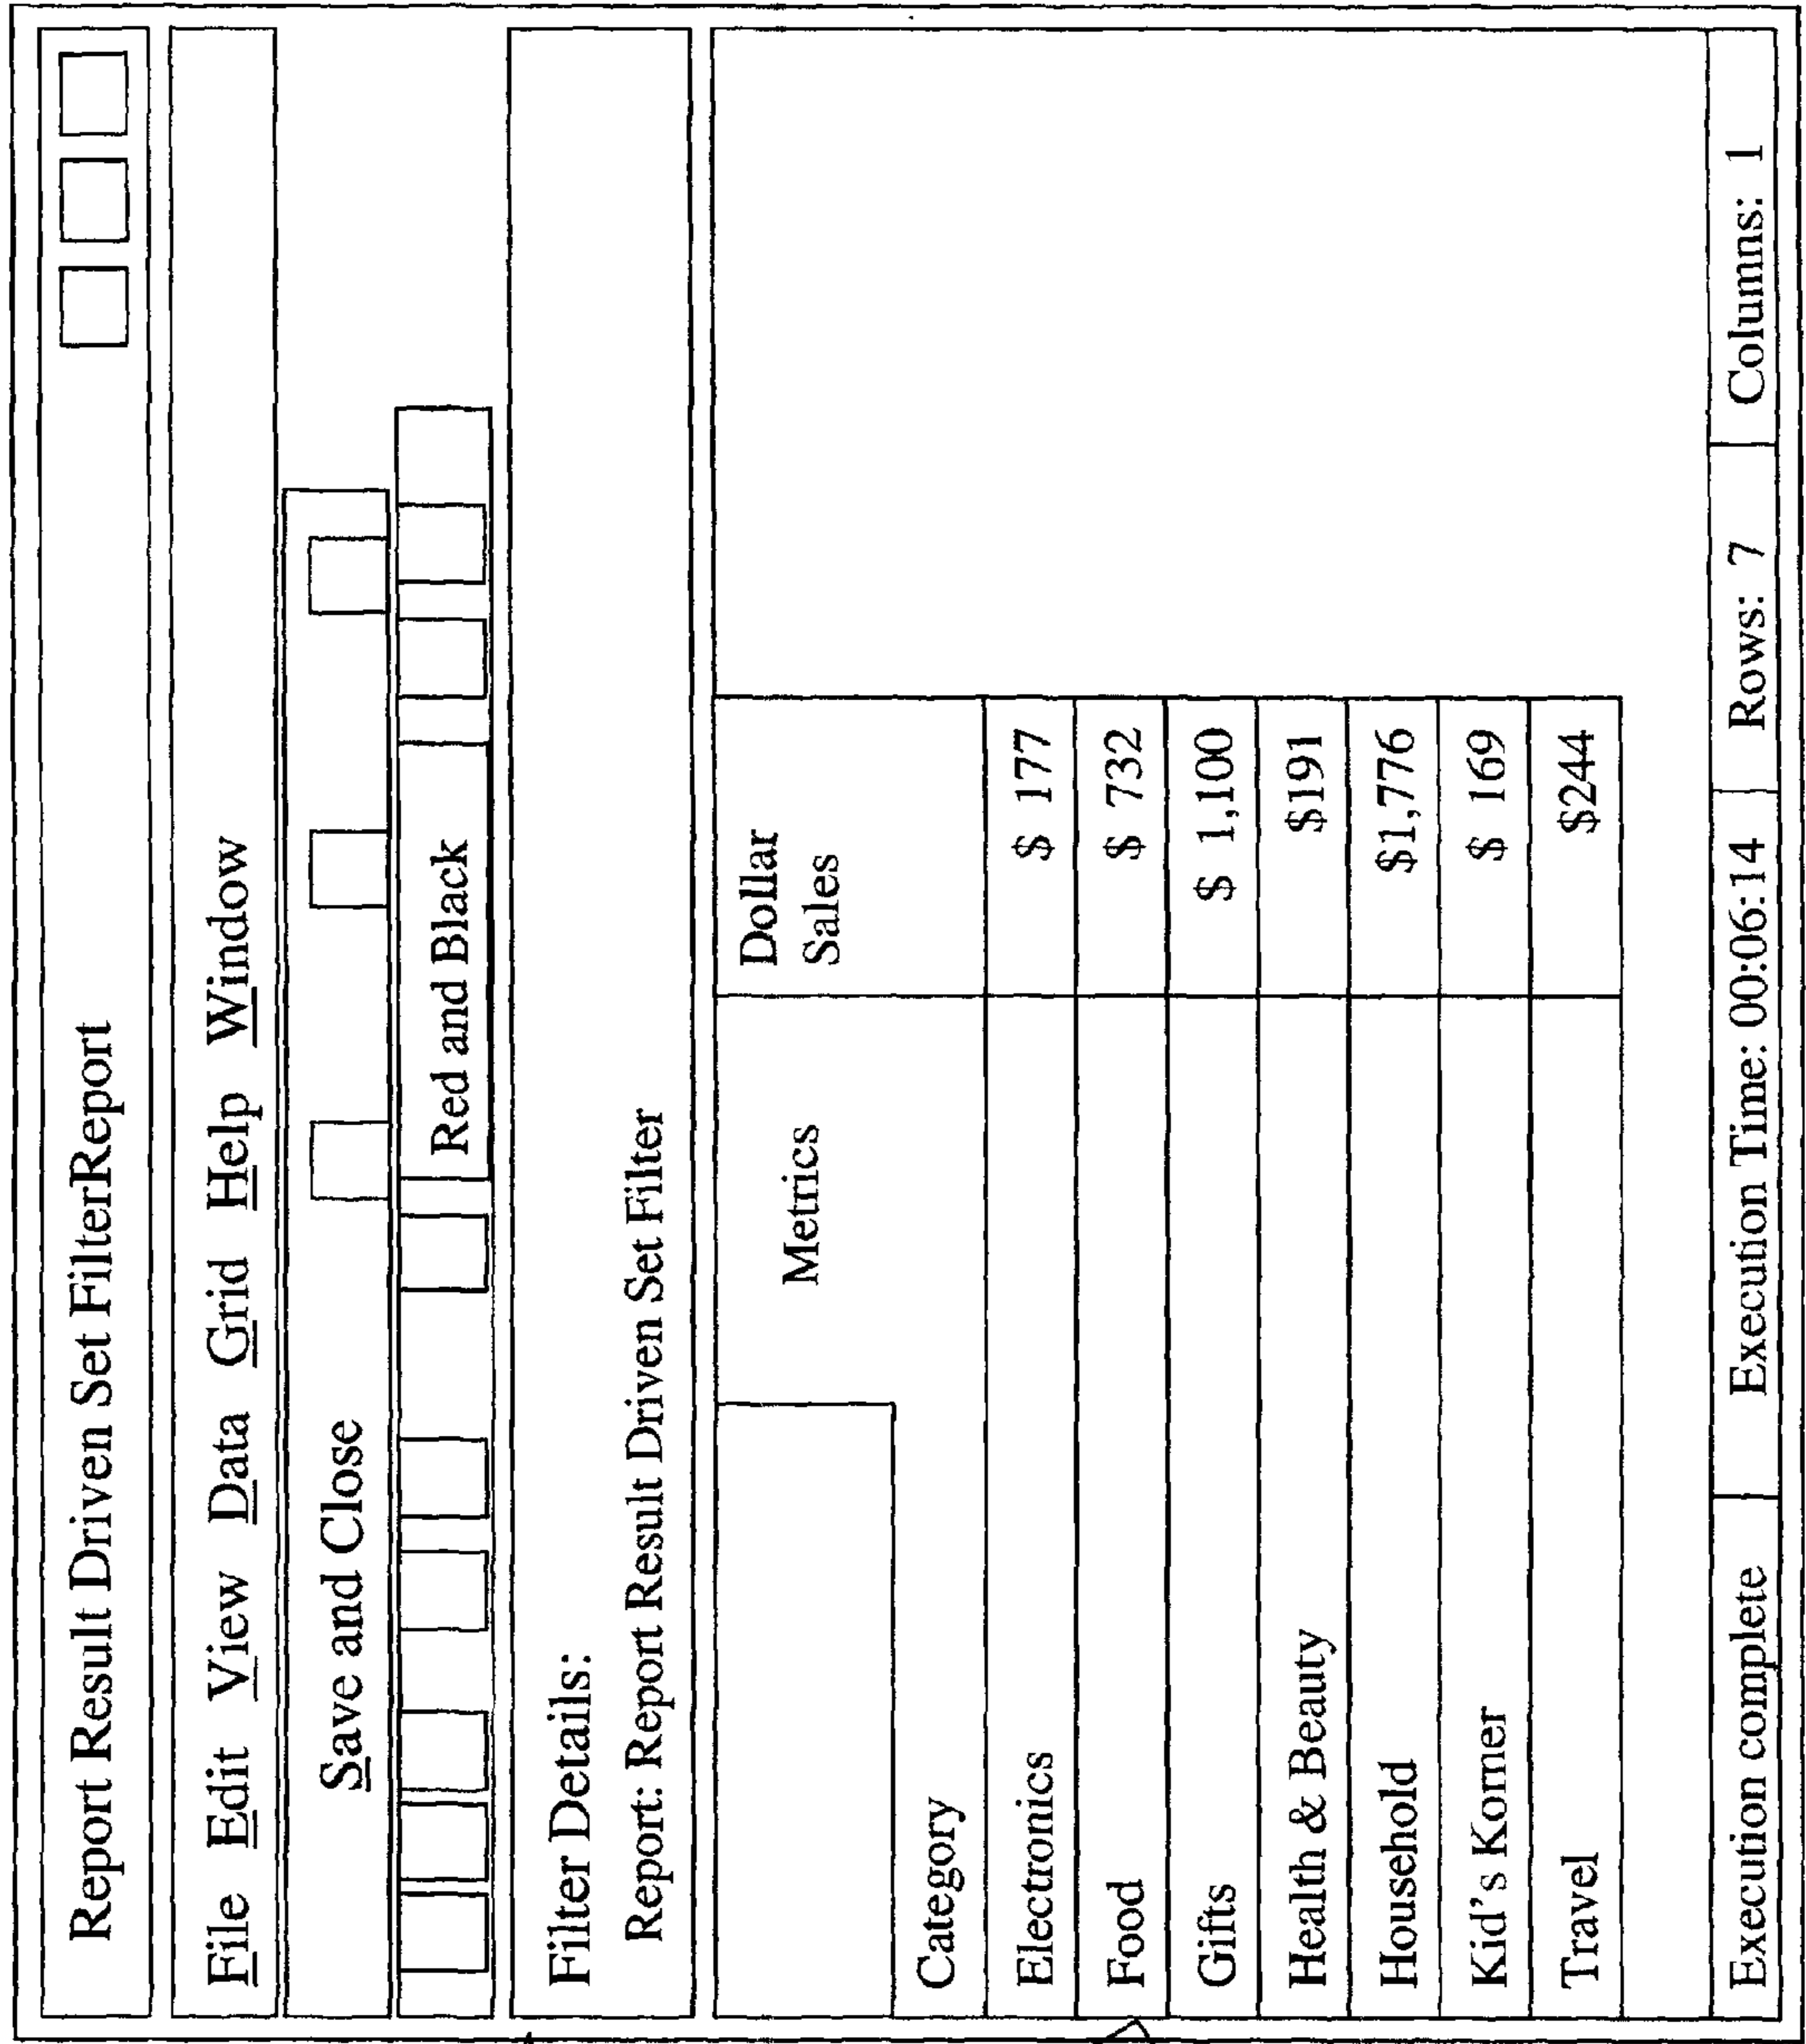 Report Result Driven Set FilterReport
File Edit View Data Grid Help Window
Save and Close
Red and Black
Filter Details:
Report: Report Result Driven Set Filter
Metrics
Dollar
Sales
Category
Electronics $ 177
Food $ 732
Gifts $ 1,100
Health & Beauty $191
Household $1,776
Kid's Korner $ 169
Travel $244
Execution complete Execution Time: 00:06:14 Rows: 7 Columns: 1